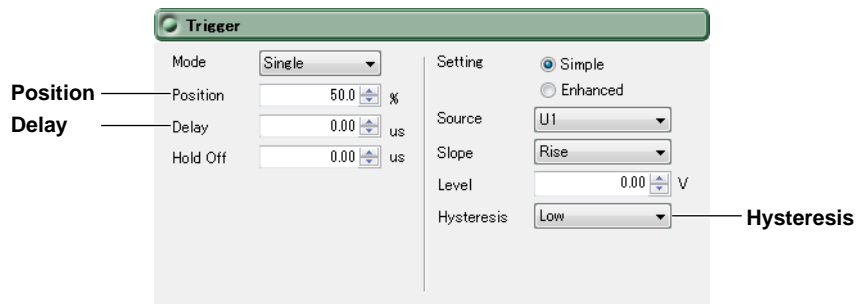 Trigger
Mode Single
Position Position 50.0 %
Delay Delay 0.00 us
Hold Off 0.00 us
Setting Simple
Enhanced
Source U1
Slope Rise
Level 0.00 V
Hysteresis Low Hysteresis